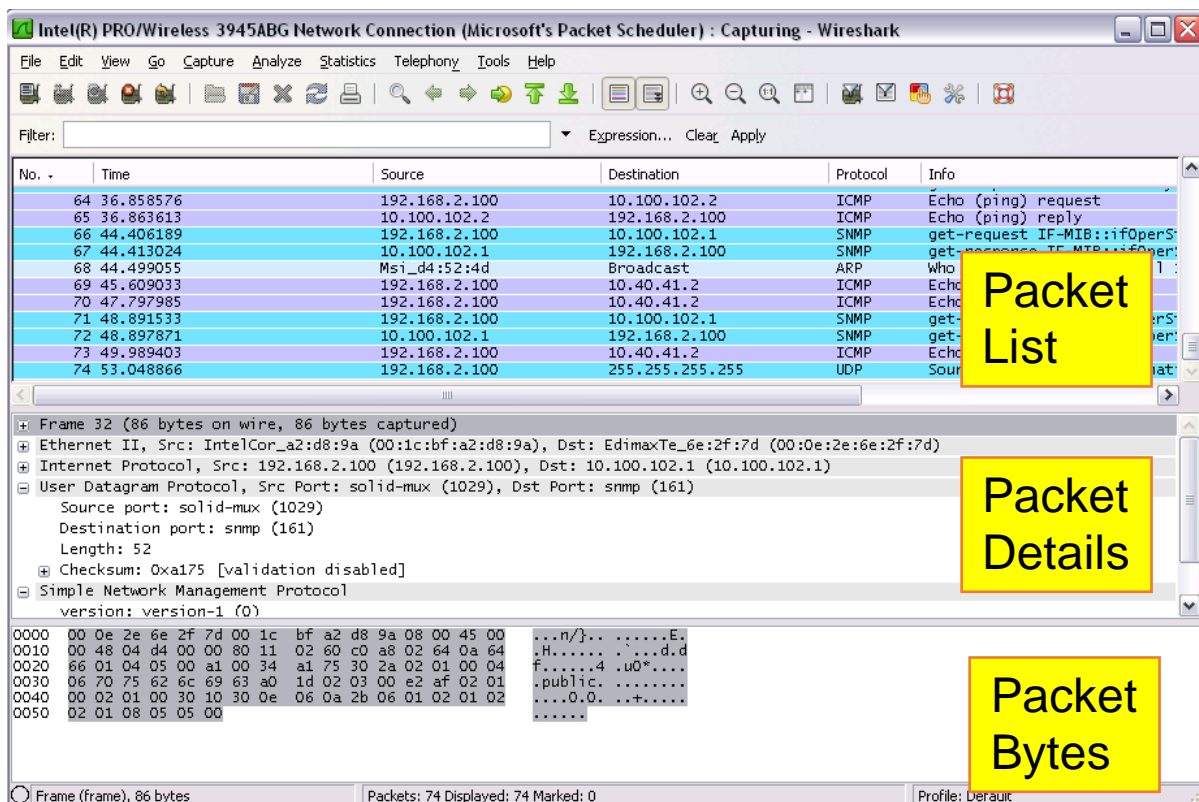 Intel(R) PRO/Wireless 3945ABG Network Connection (Microsoft's Packet Scheduler) : Capturing - Wireshark
File Edit View Go Capture Analyze Statistics Telephony Tools Help
Filter: Expression... Clear Apply
No. Time Source Destination Protocol Info
64 36.858576 192.168.2.100 10.100.102.2 ICMP Echo (ping) request
65 36.863613 10.100.102.2 192.168.2.100 ICMP Echo (ping) reply
66 44.406189 192.168.2.100 10.100.102.1 SNMP get-request IF-MIB::ifOperS
67 44.413024 10.100.102.1 192.168.2.100 SNMP get-response IF-MIB::ifOper
68 44.499055 Msi_d4:52:4d Broadcast ARP Who
69 45.609033 192.168.2.100 10.40.41.2 ICMP Echo
70 47.797985 192.168.2.100 10.40.41.2 ICMP Echo
71 48.891533 192.168.2.100 10.100.102.1 SNMP get-
72 48.897871 10.100.102.1 192.168.2.100 SNMP get-
73 49.989403 192.168.2.100 10.40.41.2 ICMP Echo
74 53.048866 192.168.2.100 255.255.255.255 UDP Sour
Packet
List
Frame 32 (86 bytes on wire, 86 bytes captured)
Ethernet II, Src: IntelCor_a2:d8:9a (00:1c:bf:a2:d8:9a), Dst: EdimaxTe_6e:2f:7d (00:0e:2e:6e:2f:7d)
Internet Protocol, Src: 192.168.2.100 (192.168.2.100), Dst: 10.100.102.1 (10.100.102.1)
User Datagram Protocol, Src Port: solid-mux (1029), Dst Port: snmp (161)
Source port: solid-mux (1029)
Destination port: snmp (161)
Length: 52
Checksum: 0xa175 [validation disabled]
Simple Network Management Protocol
version: version-1 (0)
Packet
Details
0000 00 0e 2e 6e 2f 7d 00 1c bf a2 d8 9a 08 00 45 00 ...n/}.. ......E.
0010 00 48 04 d4 00 00 80 11 02 60 c0 a8 02 64 0a 64 .H...... .`...d.d
0020 66 01 04 05 00 a1 00 34 a1 75 30 2a 02 01 00 04 f......4 .u0*....
0030 06 70 75 62 6c 69 63 a0 1d 02 03 00 e2 af 02 01 .public. ........
0040 00 02 01 00 30 10 30 0e 06 0a 2b 06 01 02 01 02 ....0.0. ..+.....
0050 02 01 08 05 05 00 ......
Packet
Bytes
Frame (frame), 86 bytes Packets: 74 Displayed: 74 Marked: 0 Profile: Default